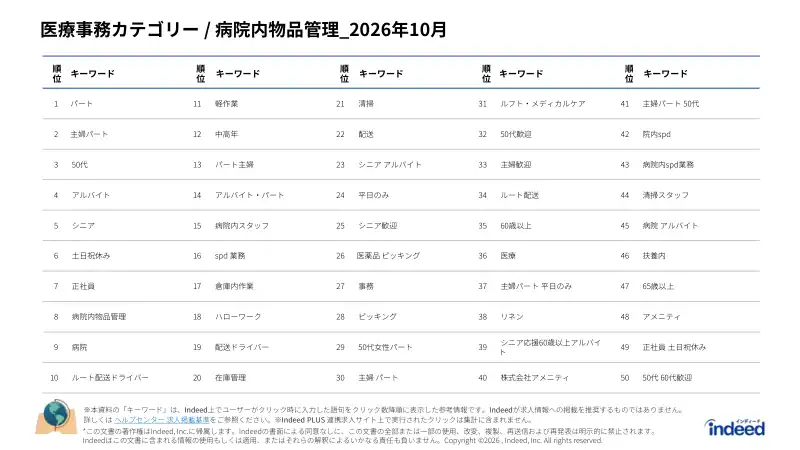 医療事務カテゴリー / 病院内物品管理_2026年10月
順位 キーワード 順位 キーワード 順位 キーワード 順位 キーワード 順位 キーワード
1 パート 11 軽作業 21 清掃 31 ルフト・メディカルケア 41 主婦パート 50代
2 主婦パート 12 中高年 22 配送 32 50代歓迎 42 院内spd
3 50代 13 パート主婦 23 シニア アルバイト 33 主婦歓迎 43 病院内spd業務
4 アルバイト 14 アルバイト・パート 24 平日のみ 34 ルート配送 44 清掃スタッフ
5 シニア 15 病院内スタッフ 25 シニア歓迎 35 60歳以上 45 病院 アルバイト
6 土日祝休み 16 spd 業務 26 医薬品 ピッキング 36 医療 46 扶養内
7 正社員 17 倉庫内作業 27 事務 37 主婦パート 平日のみ 47 65歳以上
8 病院内物品管理 18 ハローワーク 28 ピッキング 38 リネン 48 アメニティ
9 病院 19 配送ドライバー 29 50代女性パート 39 シニア応援60歳以上アルバイト 49 正社員 土日祝休み
10 ルート配送ドライバー 20 在庫管理 30 主婦 パート 40 株式会社アメニティ 50 50代 60代歓迎
※本資料の「キーワード」は、Indeed上でユーザーがクリック時に入力した語句をクリック数降順に表示した参考情報です。Indeedが求人情報への掲載を推奨するものではありません。
詳しくは ヘルプセンター 求人掲載基準をご参照ください。※Indeed PLUS 連携求人サイト上で実行されたクリックは集計に含まれません。
*この文書の著作権はIndeed, Inc.に帰属します。Indeedの書面による同意なしに、この文書の全部または一部の使用、改変、複製、再送信および再発表は明示的に禁止されます。
Indeedはこの文書に含まれる情報の使用もしくは適用、またはそれらの解釈によるいかなる責任も負いません。Copyright ©2026 , Indeed, Inc. All rights reserved.
インディード
indeed